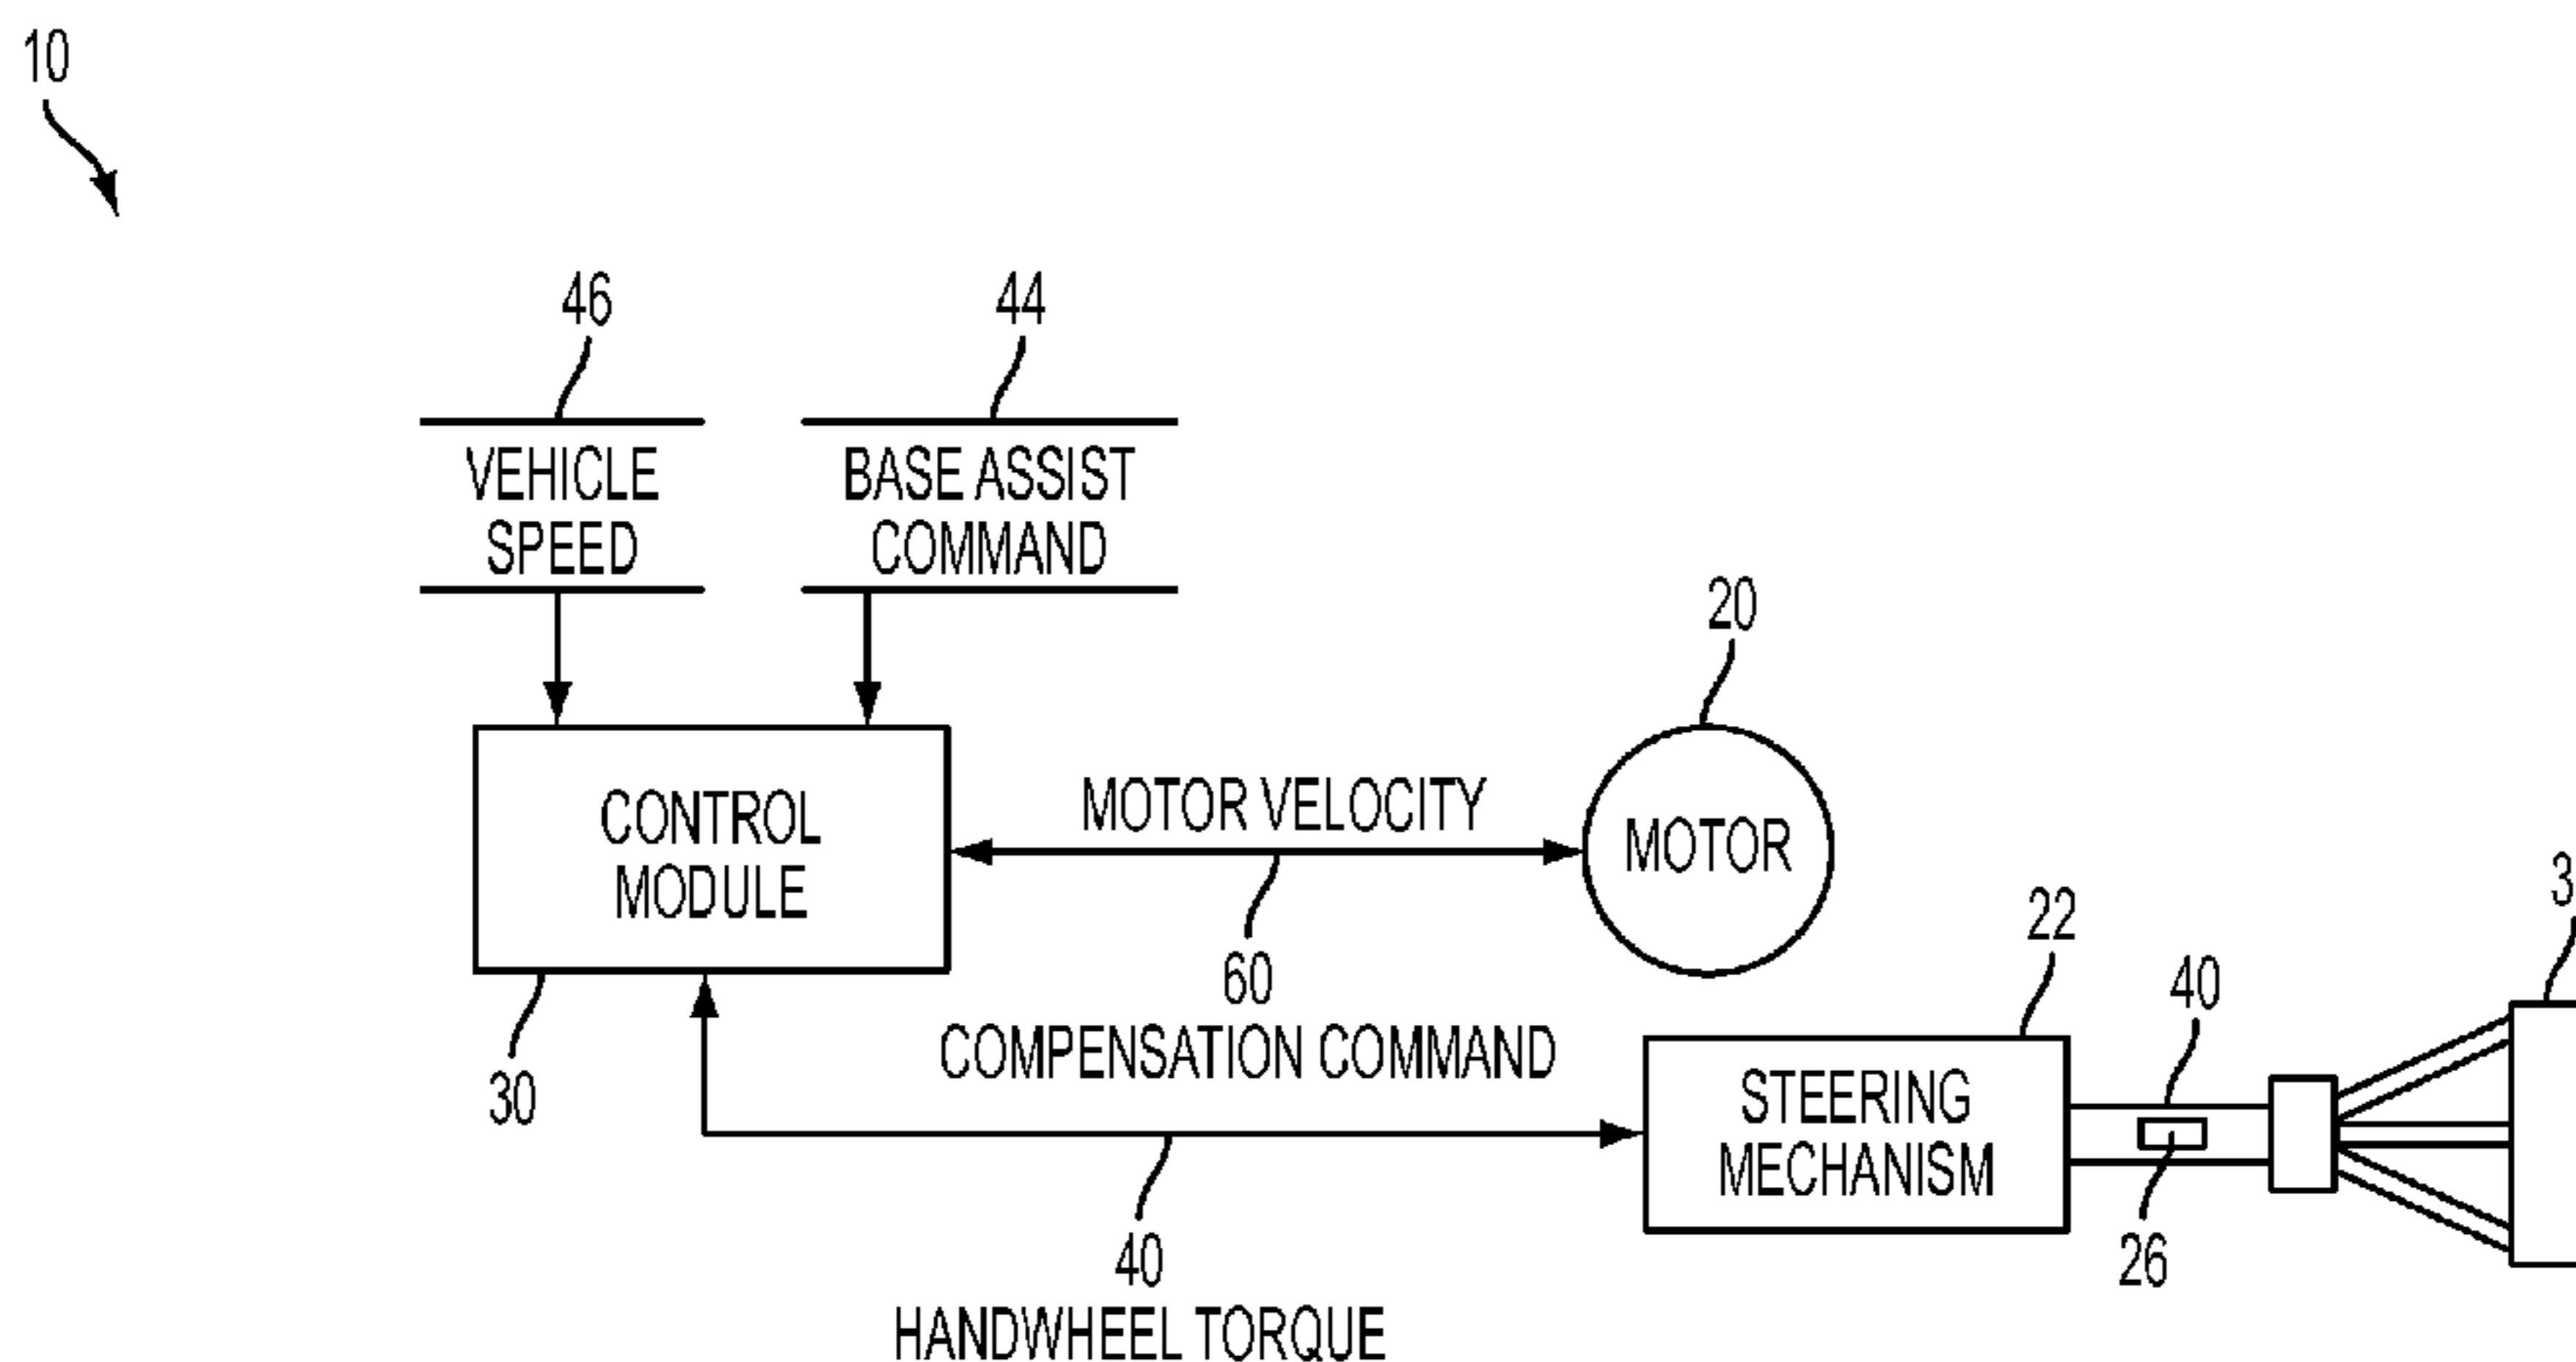 10
46
44
VEHICLE
SPEED
BASE ASSIST
COMMAND
20
CONTROL
MODULE
MOTOR VELOCITY
MOTOR
60
COMPENSATION COMMAND
30
22
STEERING
MECHANISM
40
26
3
40
HANDWHEEL TORQUE